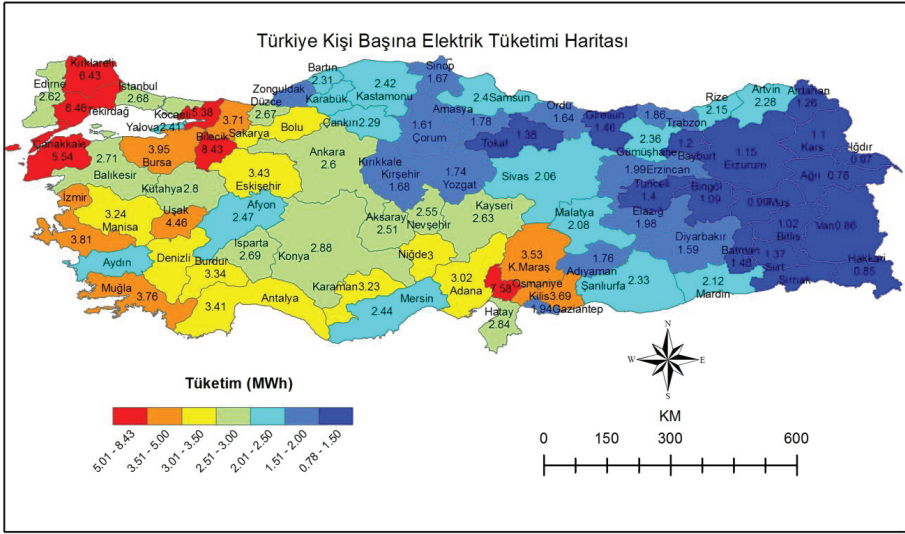 Türkiye Kişi Başına Elektrik Tüketimi Haritası
Kırklareli
6.43
Edirne
2.62
İstanbul
2.68
Tekirdağ
Kocaeli
5.38
Yalova
2.41
3.71
Sakarya
Düzce
2.67
Zonguldak
Bartın
2.31
Karabük
Kastamonu
2.42
Sinop
1.67
2.4
Samsun
Ordu
1.64
Giresun
1.46
1.86
Trabzon
Rize
2.15
Artvin
2.28
Ardahan
1.26
Çanakkale
5.54
2.71
Balıkesir
3.95
Bursa
Bilecik
8.43
Bolu
Çankırı
2.29
1.61
Çorum
Amasya
1.78
Tokat
1.38
2.36
Gümüşhane
1.2
Bayburt
1.15
Erzurum
1.1
Kars
Iğdır
0.97
Ağrı
0.78
Kütahya
2.8
3.43
Eskişehir
Ankara
2.6
Kırıkkale
Kırşehir
1.68
1.74
Yozgat
Sivas
2.06
1.99
Erzincan
Tunceli
1.4
Bingöl
1.09
0.99
Muş
İzmir
3.81
3.24
Manisa
Uşak
4.46
Afyon
2.47
Aksaray
2.51
2.55
Nevşehir
Kayseri
2.63
Malatya
2.08
Elazığ
1.98
Diyarbakır
1.59
Batman
1.48
1.02
Bitlis
Van
Hakkari
0.85
1.37
Siirt
Şırnak
Aydın
Denizli
3.34
Burdur
Isparta
2.69
Konya
2.88
Niğde
3
3.02
Adana
3.53
K.Maraş
1.76
Adıyaman
Şanlıurfa
2.33
2.12
Mardin
Muğla
3.76
3.41
Antalya
Karaman
3.23
Mersin
2.44
7.58
Osmaniye
Kilis
3.69
1.94
Gaziantep
Hatay
2.84
Tüketim (MWh)
5.01 - 8.43
3.51 - 5.00
3.01 - 3.50
2.51 - 3.00
2.01 - 2.50
1.51 - 2.00
0.78 - 1.50
N
W
E
S
KM
0
150
300
600